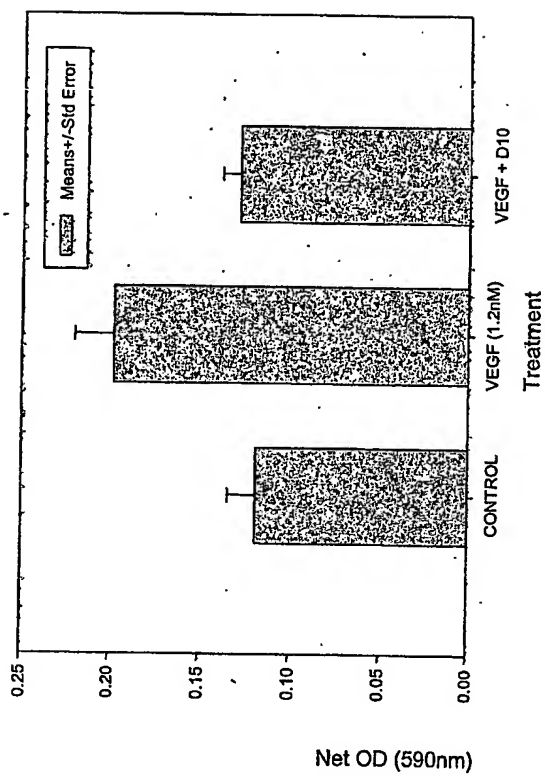 Means+/-Std Error
0.25
0.20
0.15
0.10
0.05
0.00
Net OD (590nm)
CONTROL
VEGF (1.2nM)
VEGF + D10
Treatment